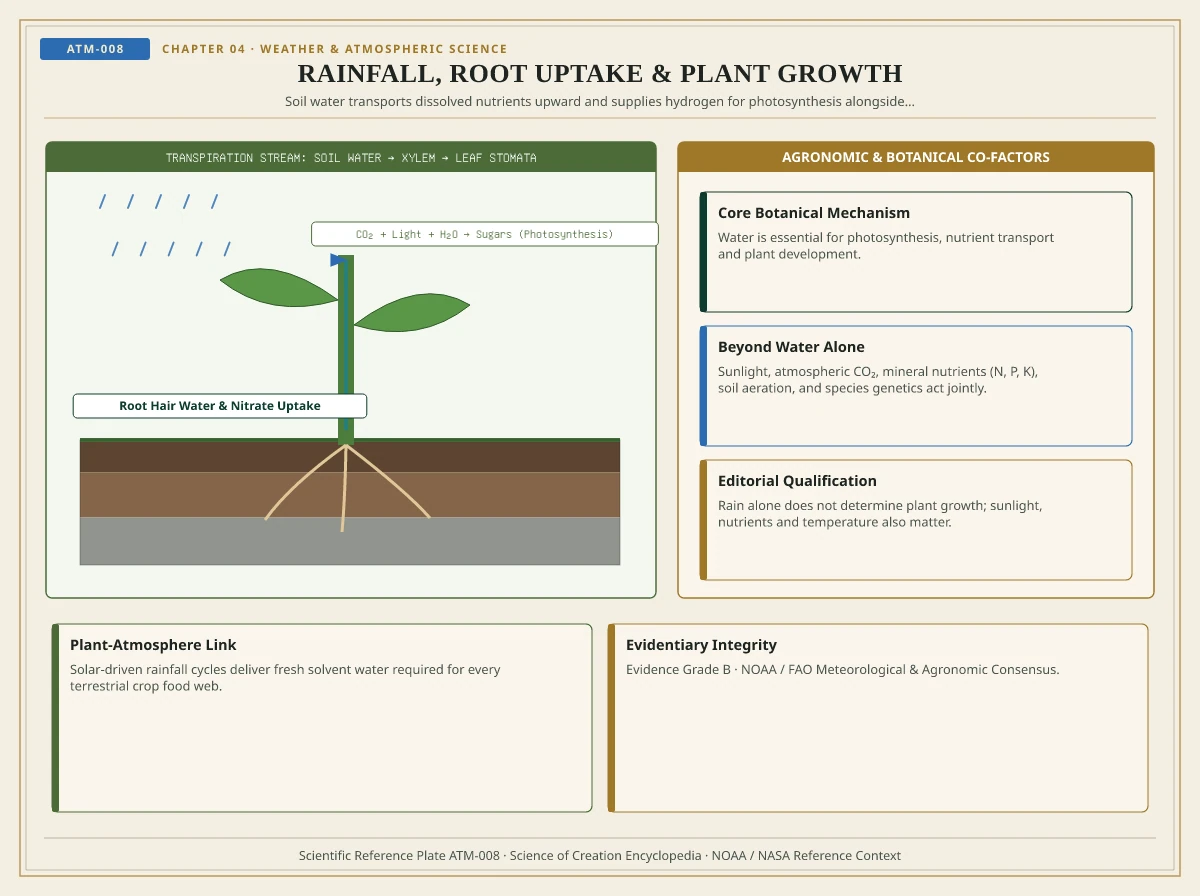 ATM-008
CHAPTER 04 · WEATHER & ATMOSPHERIC SCIENCE
RAINFALL, ROOT UPTAKE & PLANT GROWTH
Soil water transports dissolved nutrients upward and supplies hydrogen for photosynthesis alongside...
TRANSPIRATION STREAM: SOIL WATER → XYLEM → LEAF STOMATA
CO₂ + Light + H₂O → Sugars (Photosynthesis)
Root Hair Water & Nitrate Uptake
AGRONOMIC & BOTANICAL CO-FACTORS
Core Botanical Mechanism
Water is essential for photosynthesis, nutrient transport
and plant development.
Beyond Water Alone
Sunlight, atmospheric CO₂, mineral nutrients (N, P, K),
soil aeration, and species genetics act jointly.
Editorial Qualification
Rain alone does not determine plant growth; sunlight,
nutrients and temperature also matter.
Plant-Atmosphere Link
Solar-driven rainfall cycles deliver fresh solvent water required for every
terrestrial crop food web.
Evidentiary Integrity
Evidence Grade B · NOAA / FAO Meteorological & Agronomic Consensus.
Scientific Reference Plate ATM-008 · Science of Creation Encyclopedia · NOAA / NASA Reference Context